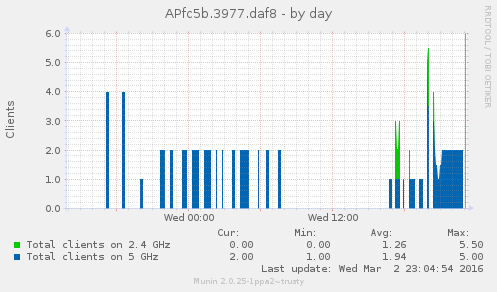 APfc5b.3977.daf8 - by day
RRDTOOL / TOBI OETIKER
Clients
6.0
5.0
4.0
3.0
2.0
1.0
0.0
Wed 00:00 Wed 12:00
Cur: Min: Avg: Max:
Total clients on 2.4 GHz 0.00 0.00 1.26 5.50
Total clients on 5 GHz 2.00 1.00 1.94 5.00
Last update: Wed Mar 2 23:04:54 2016
Munin 2.0.25-1ppa2~trusty